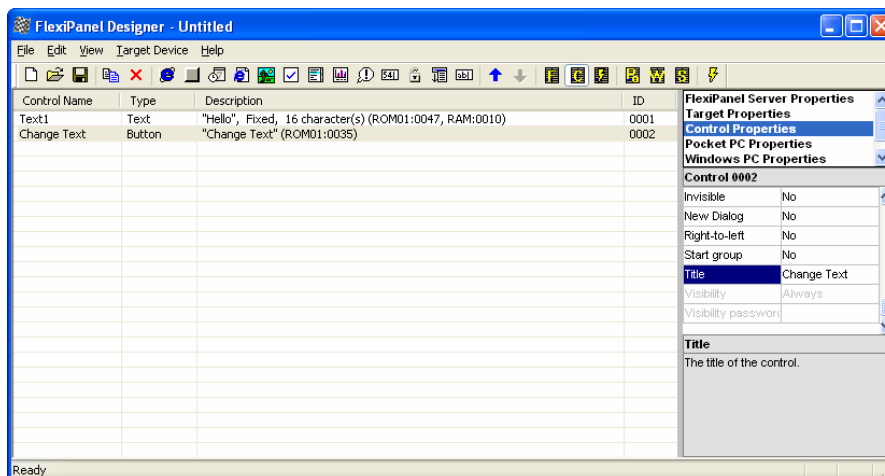 FlexiPanel Designer - Untitled
File Edit View Target Device Help
Control Name Type Description ID
Text1 Text "Hello", Fixed, 16 character(s) (ROM01:0047, RAM:0010) 0001
Change Text Button "Change Text" (ROM01:0035) 0002
FlexiPanel Server Properties
Target Properties
Control Properties
Pocket PC Properties
Windows PC Properties
Control 0002
Invisible No
New Dialog No
Right-to-left No
Start group No
Title Change Text
Visibility Always
Visibility password
Title
The title of the control.
Ready